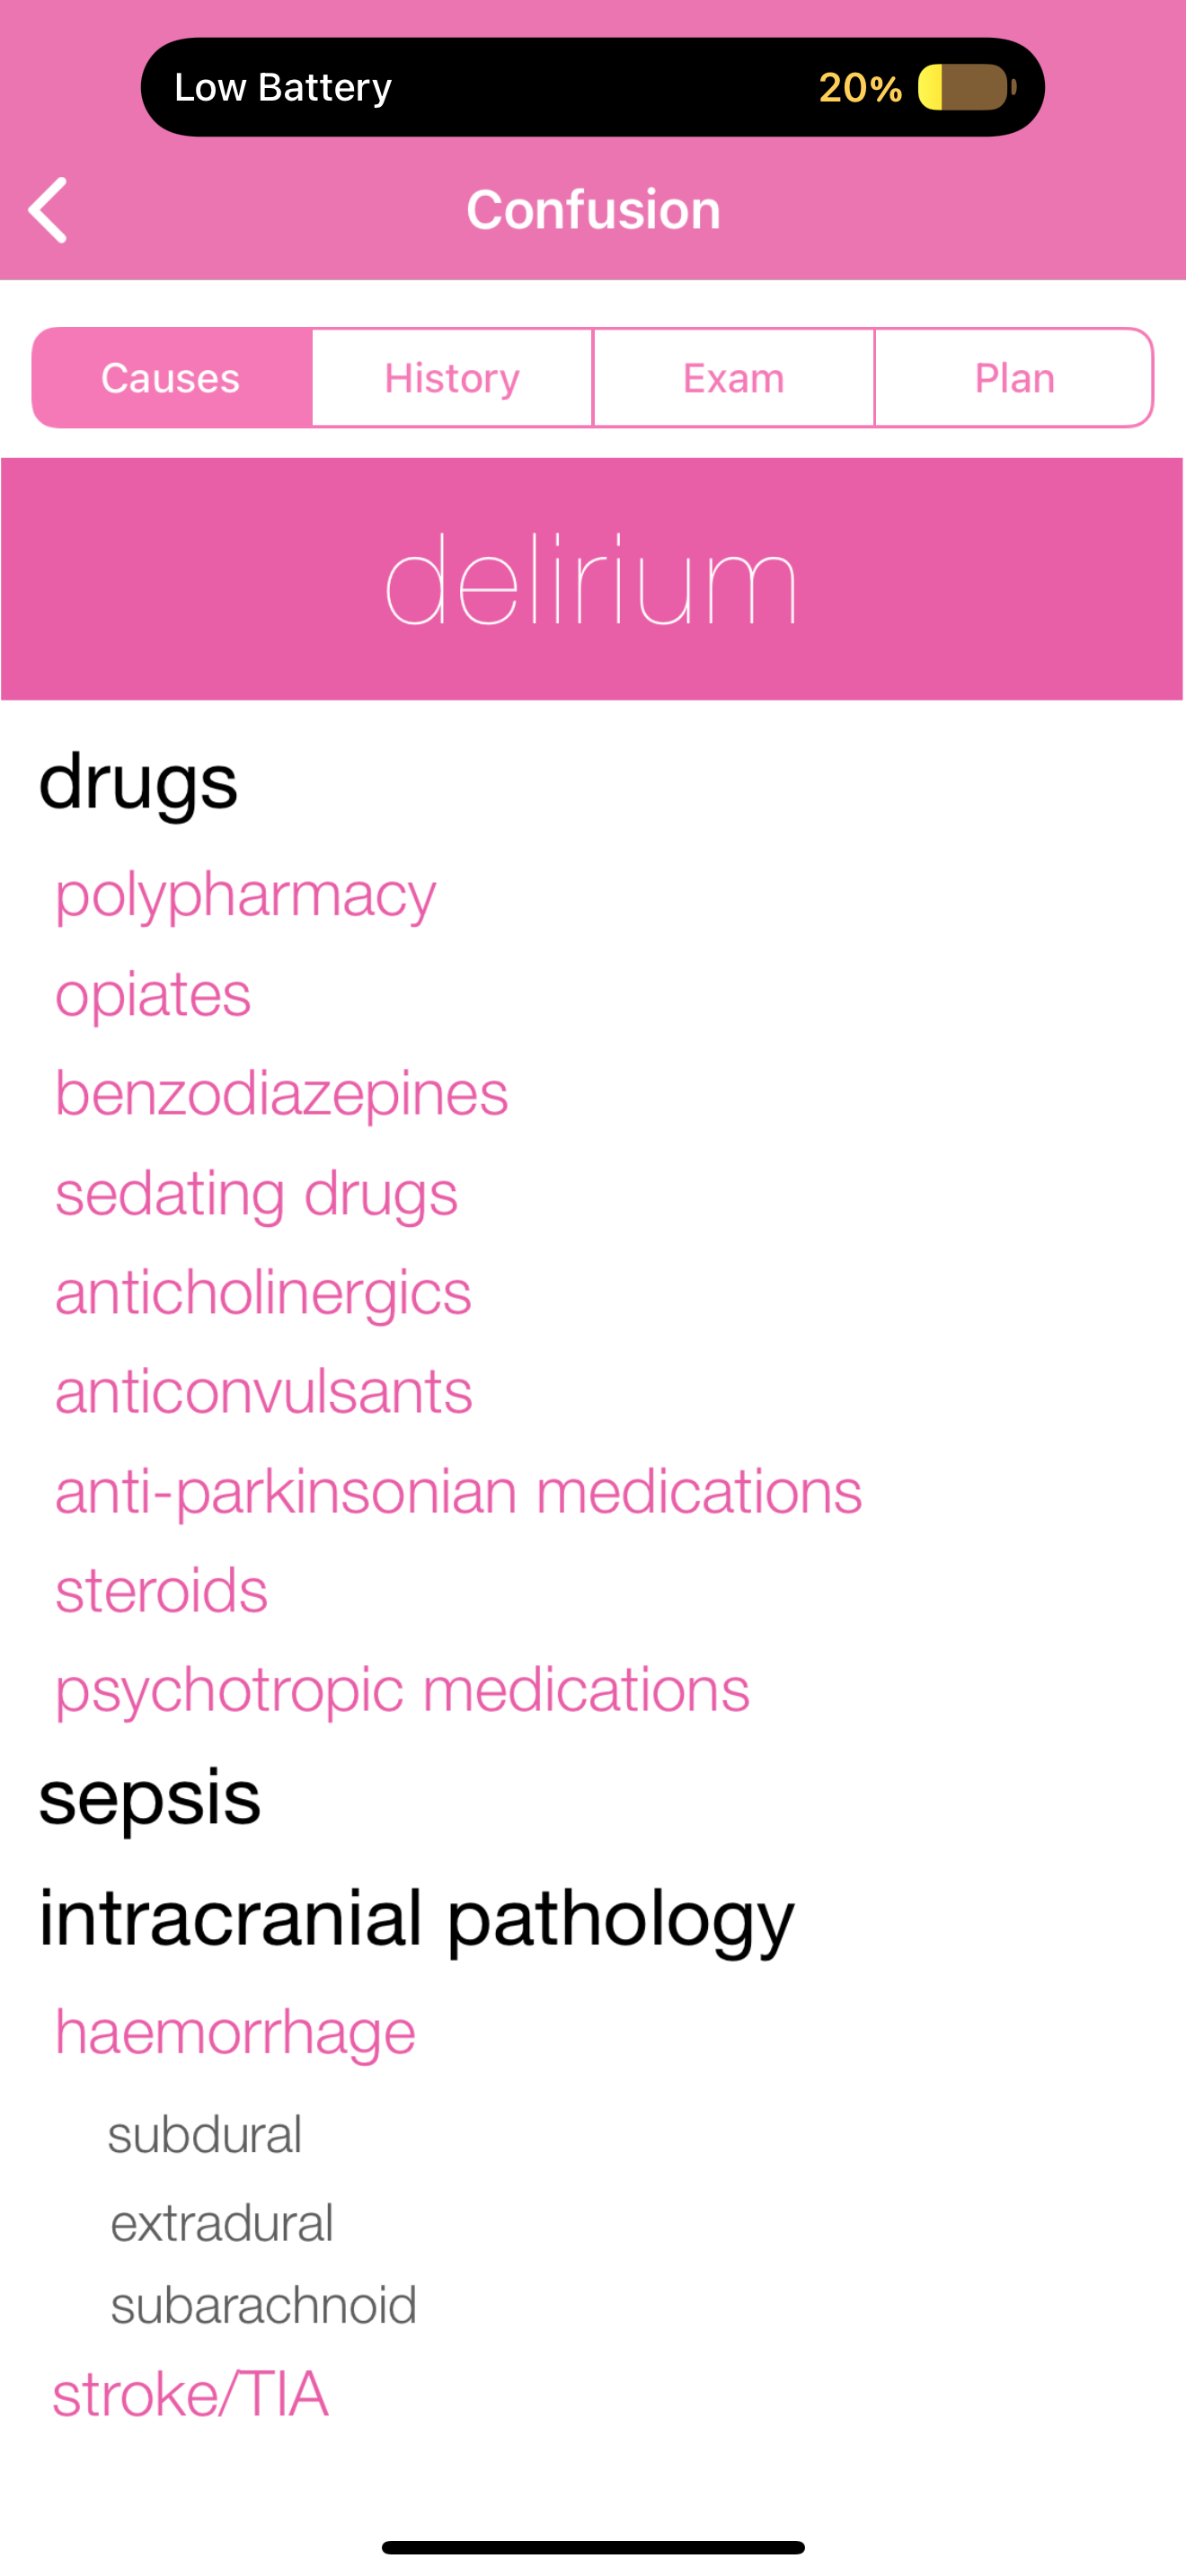 Low Battery 20%
Confusion
Causes History Exam Plan
delirium
drugs
polypharmacy
opiates
benzodiazepines
sedating drugs
anticholinergics
anticonvulsants
anti-parkinsonian medications
steroids
psychotropic medications
sepsis
intracranial pathology
haemorrhage
subdural
extradural
subarachnoid
stroke/TIA